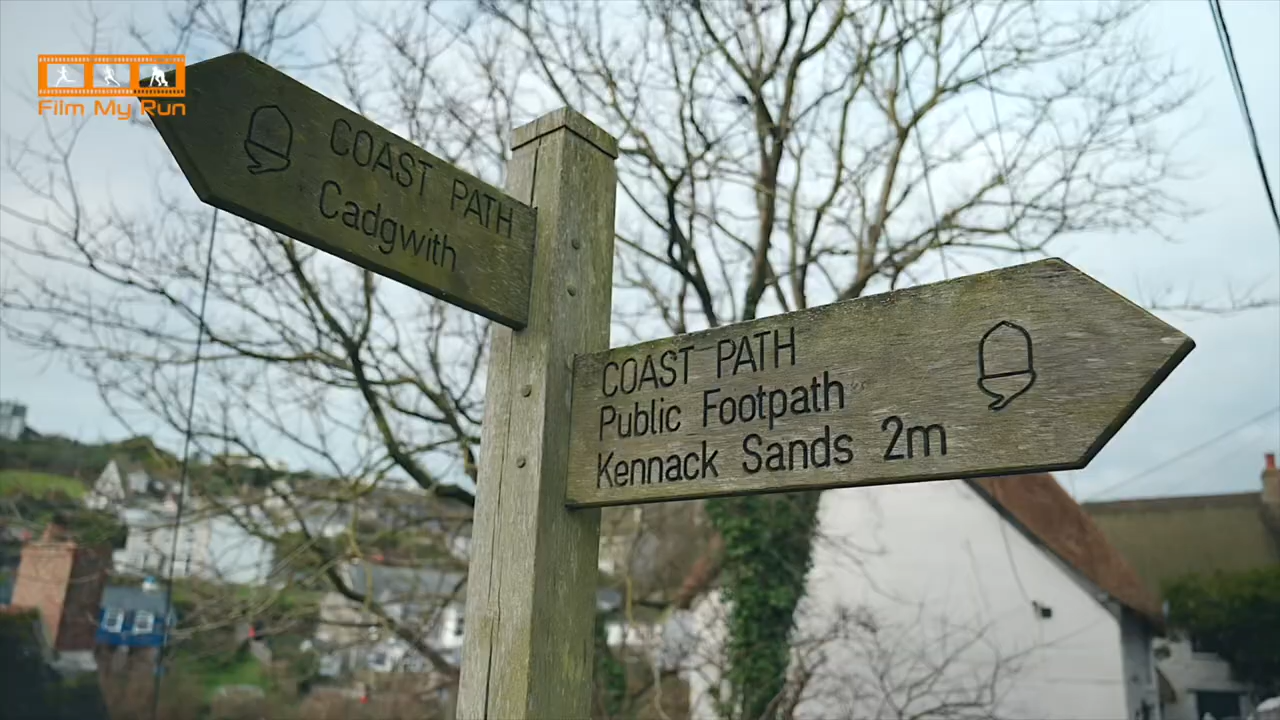 Film My Run
COAST PATH
Cadgwith
COAST PATH
Public Footpath
Kennack Sands 2m